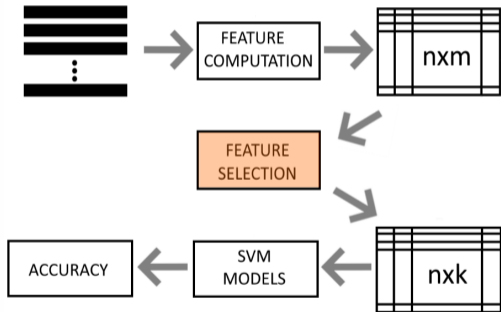 FEATURE
COMPUTATION
nxm
FEATURE
SELECTION
nxk
SVM
MODELS
ACCURACY